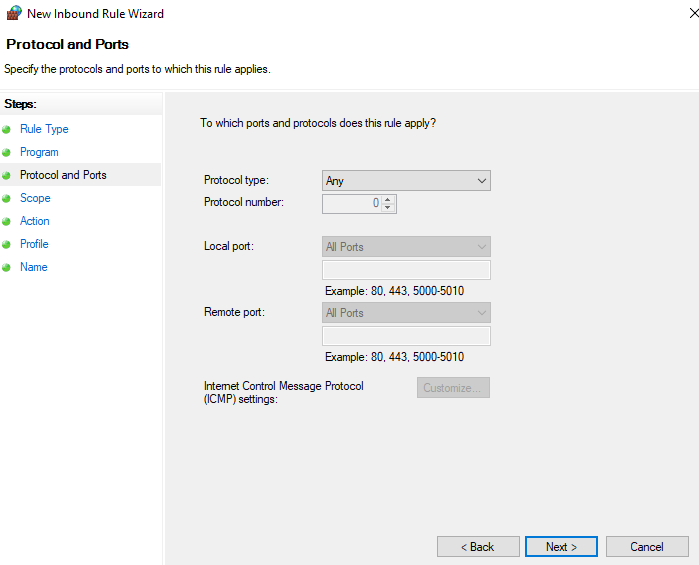 New Inbound Rule Wizard
Protocol and Ports
Specify the protocols and ports to which this rule applies.
Steps:
Rule Type
Program
Protocol and Ports
Scope
Action
Profile
Name
To which ports and protocols does this rule apply?
Protocol type: Any
Protocol number: 0
Local port: All Ports
Example: 80, 443, 5000-5010
Remote port: All Ports
Example: 80, 443, 5000-5010
Internet Control Message Protocol Customize...
(ICMP) settings:
< Back Next > Cancel